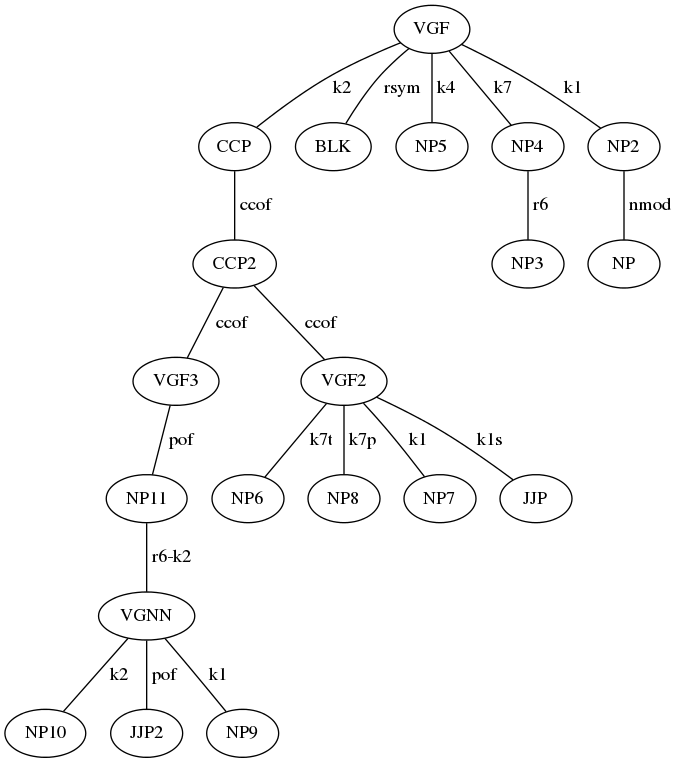 VGF
k2 rsym k4 k7 k1
CCP BLK NP5 NP4 NP2
ccof r6 nmod
CCP2 NP3 NP
ccof ccof
VGF3 VGF2
pof k7t k7p k1 k1s
NP11 NP6 NP8 NP7 JJP
r6-k2
VGNN
k2 pof k1
NP10 JJP2 NP9